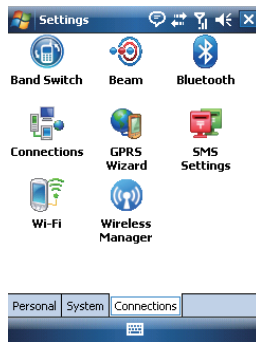 Settings
Band Switch
Beam
Bluetooth
Connections
GPRS
Wizard
SMS
Settings
Wi-Fi
Wireless
Manager
Personal
System
Connections